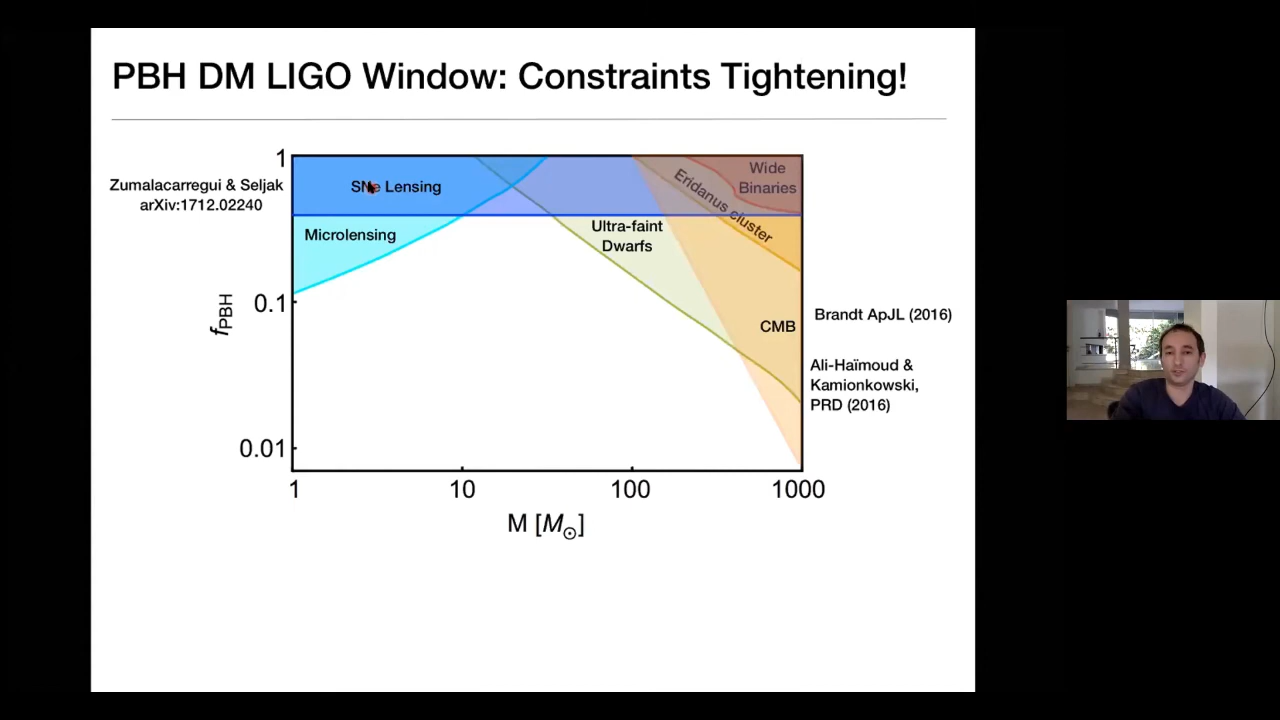 PBH DM LIGO Window: Constraints Tightening!
Zumalacarregui & Seljak
arXiv:1712.02240
1
0.1
0.01
fPBH
SNe Lensing
Microlensing
Ultra-faint
Dwarfs
Eridanus cluster
Wide
Binaries
CMB
Brandt ApJL (2016)
Ali-Haïmoud &
Kamionkowski,
PRD (2016)
1 10 100 1000
M [M⊙]